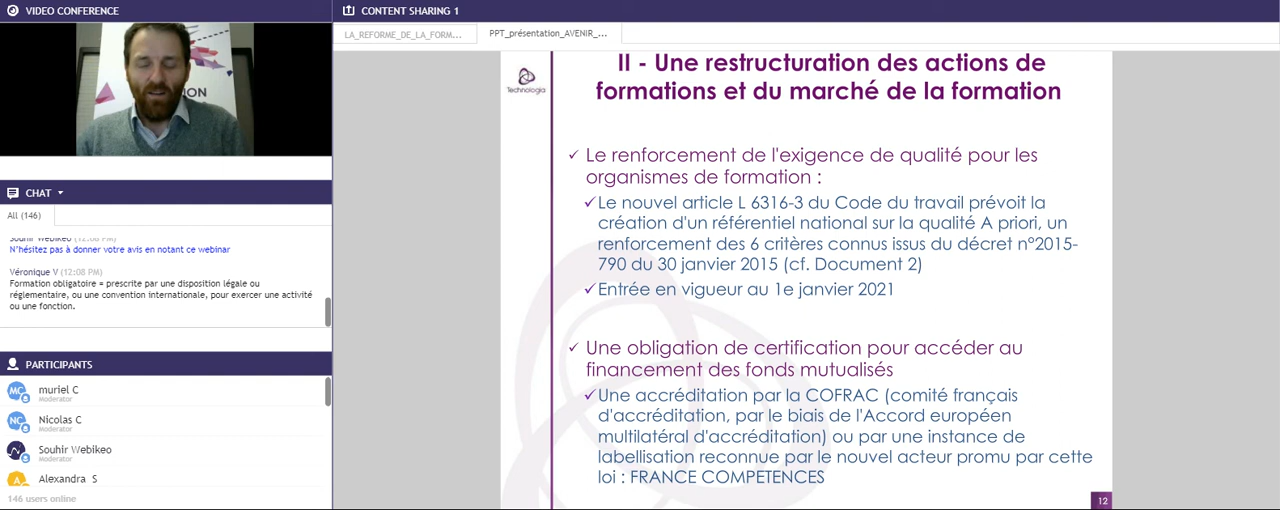 VIDEO CONFERENCE
ION
CHAT
All (146)
Souhir Webikeo (12:08 PM)
N'hésitez pas à donner votre avis en notant ce webinar
Véronique V (12:08 PM)
Formation obligatoire = prescrite par une disposition légale ou
réglementaire, ou une convention internationale, pour exercer une activité
ou une fonction.
PARTICIPANTS
MC
muriel C
Moderator
NC
Nicolas C
Moderator
Souhir Webikeo
Moderator
A
Alexandra S
146 users online
CONTENT SHARING 1
LA_REFORME_DE_LA_FORM...
PPT_présentation_AVENIR_...
Technologia
II - Une restructuration des actions de
formations et du marché de la formation
✓ Le renforcement de l'exigence de qualité pour les
organismes de formation :
✓Le nouvel article L 6316-3 du Code du travail prévoit la
création d'un référentiel national sur la qualité A priori, un
renforcement des 6 critères connus issus du décret n°2015-
790 du 30 janvier 2015 (cf. Document 2)
✓Entrée en vigueur au 1e janvier 2021
✓ Une obligation de certification pour accéder au
financement des fonds mutualisés
✓Une accréditation par la COFRAC (comité français
d'accréditation, par le biais de l'Accord européen
multilatéral d'accréditation) ou par une instance de
labellisation reconnue par le nouvel acteur promu par cette
loi : FRANCE COMPETENCES
12